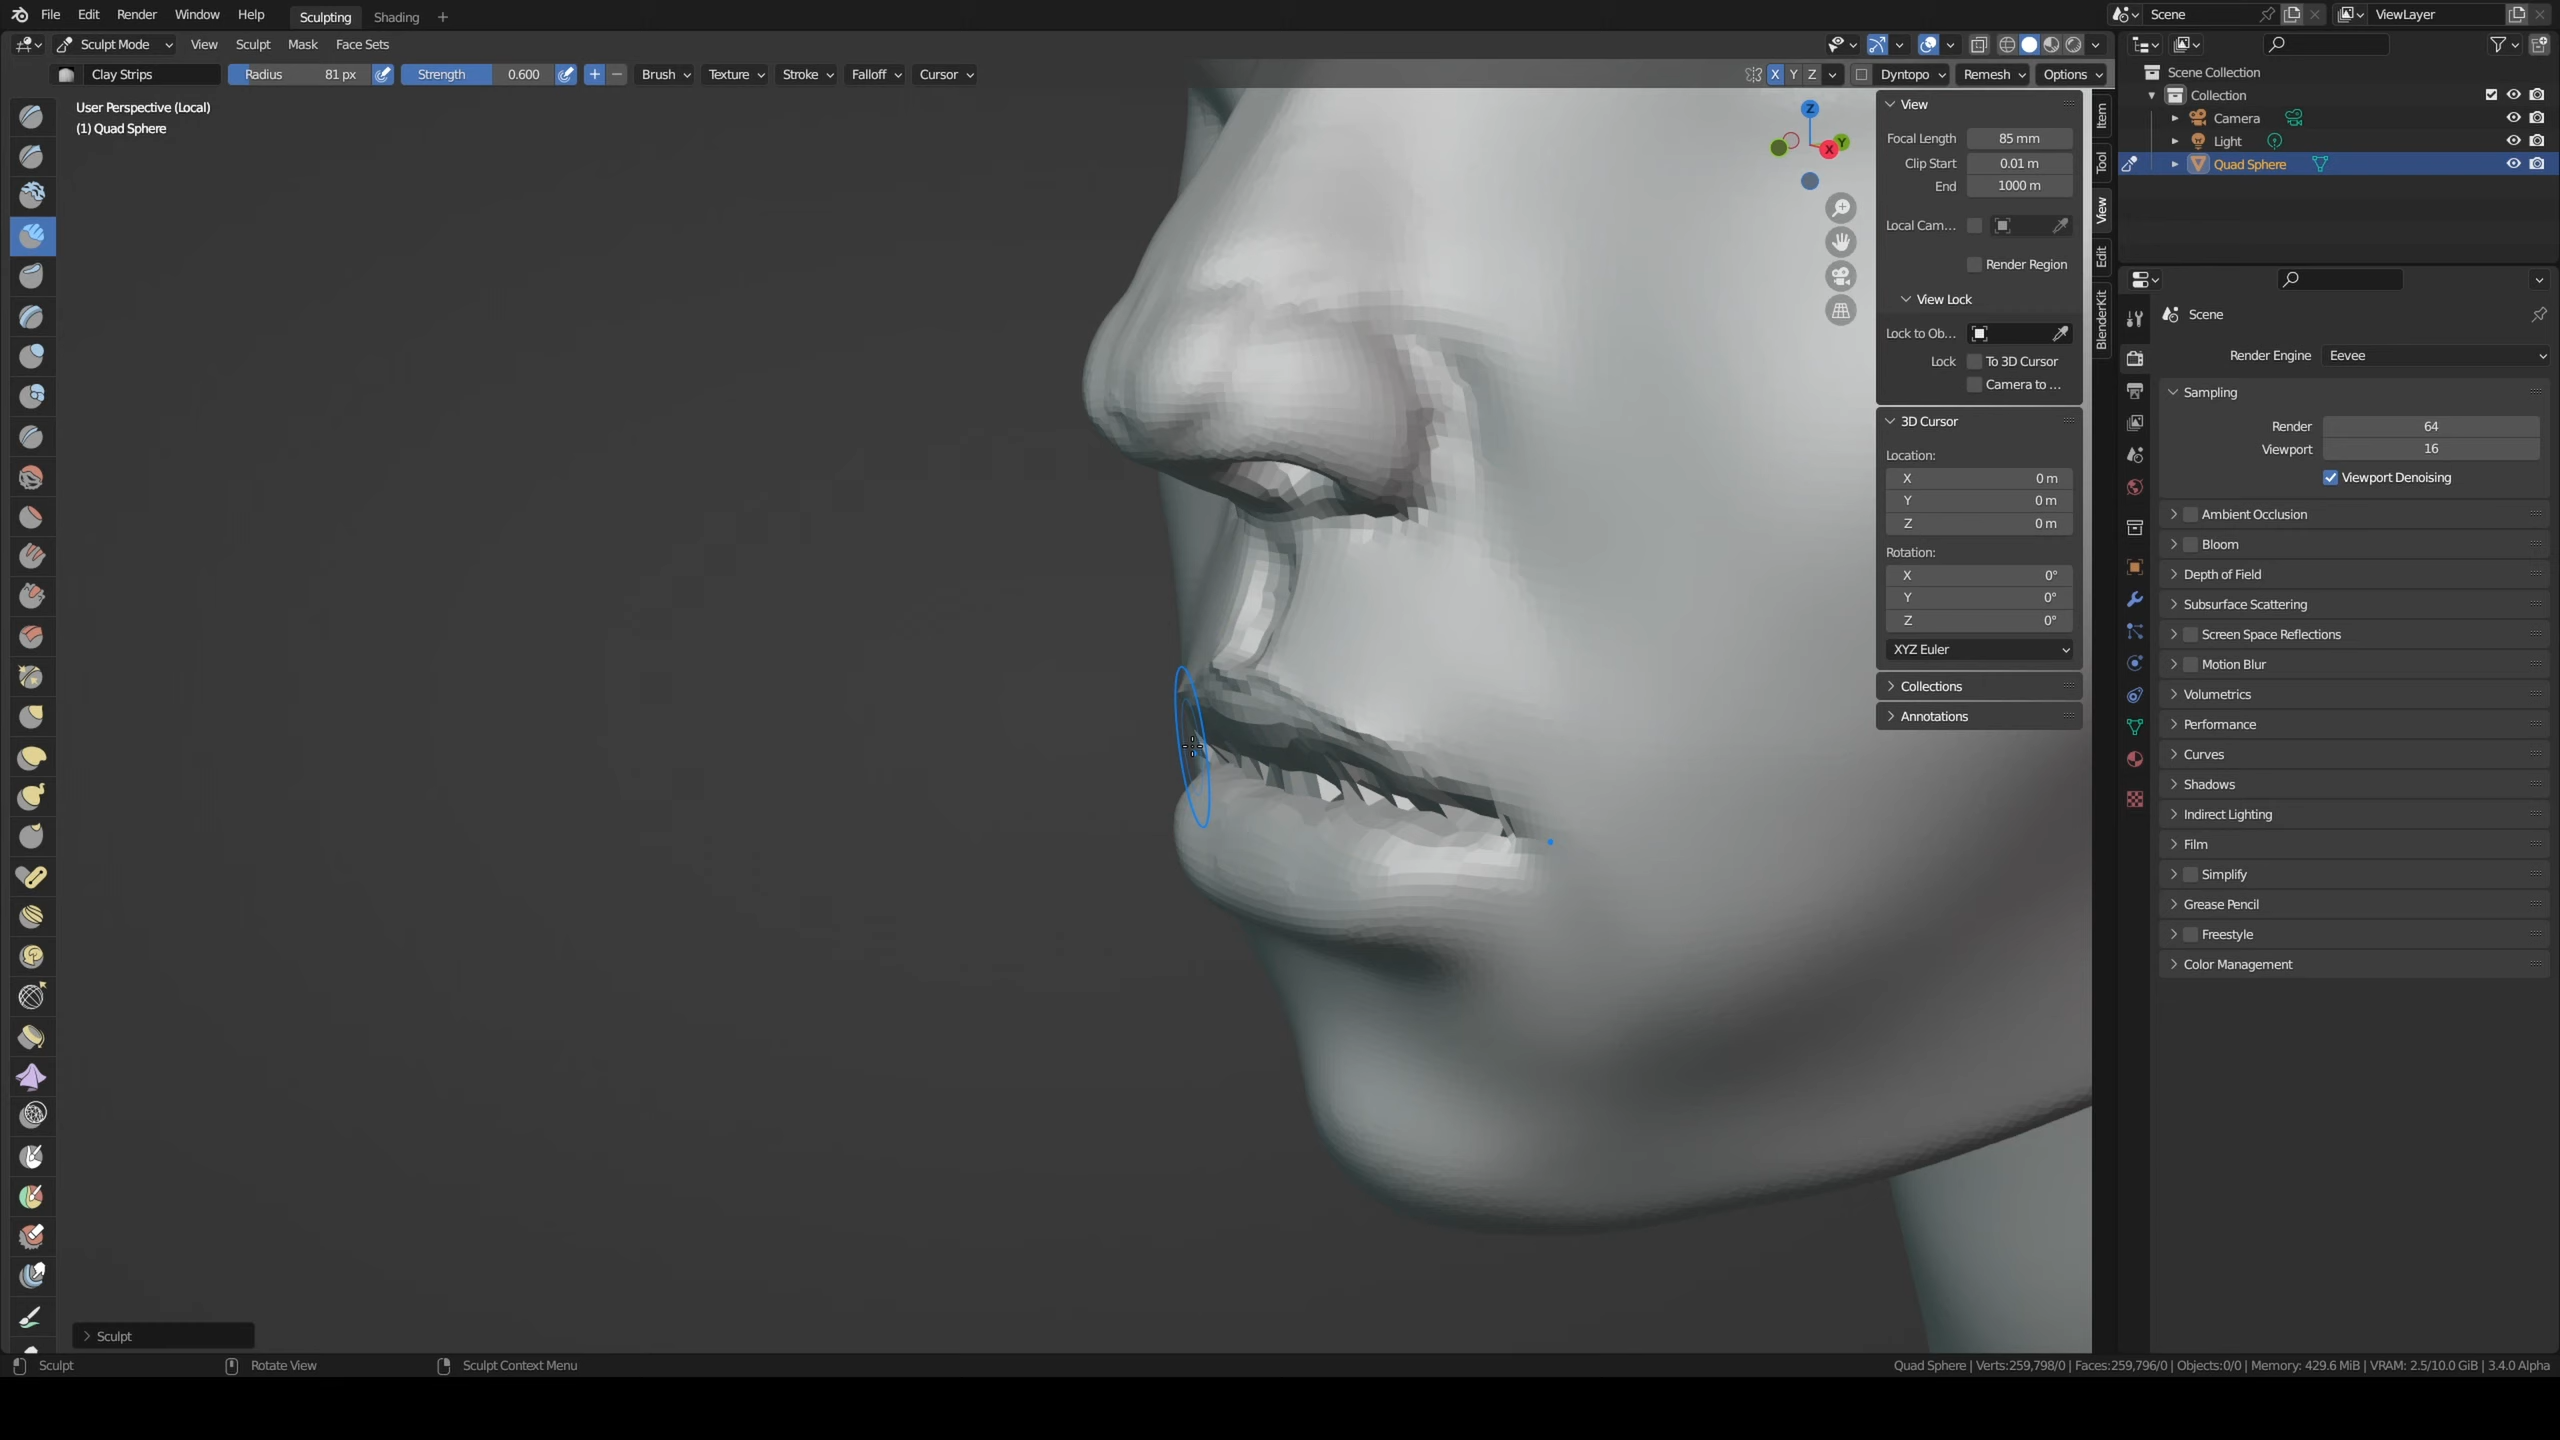 File Edit Render Window Help Sculpting Shading + Scene ViewLayer
Sculpt Mode View Sculpt Mask Face Sets
Clay Strips Radius 81 px Strength 0.600 Brush Texture Stroke Falloff Cursor X Y Z Dyntopo Remesh Options
User Perspective (Local)
(1) Quad Sphere
Z
Y
X
View
Focal Length 85 mm
Clip Start 0.01 m
End 1000 m
Local Cam...
Render Region
View Lock
Lock to Ob...
Lock To 3D Cursor
Camera to ...
3D Cursor
Location:
X 0 m
Y 0 m
Z 0 m
Rotation:
X 0°
Y 0°
Z 0°
XYZ Euler
Collections
Annotations
Item
Tool
View
Edit
BlenderKit
Scene Collection
Collection
Camera
Light
Quad Sphere
Scene
Render Engine Eevee
Sampling
Render 64
Viewport 16
Viewport Denoising
Ambient Occlusion
Bloom
Depth of Field
Subsurface Scattering
Screen Space Reflections
Motion Blur
Volumetrics
Performance
Curves
Shadows
Indirect Lighting
Film
Simplify
Grease Pencil
Freestyle
Color Management
Sculpt
Sculpt Rotate View Sculpt Context Menu Quad Sphere | Verts:259,798/0 | Faces:259,796/0 | Objects:0/0 | Memory: 429.6 MiB | VRAM: 2.5/10.0 GiB | 3.4.0 Alpha